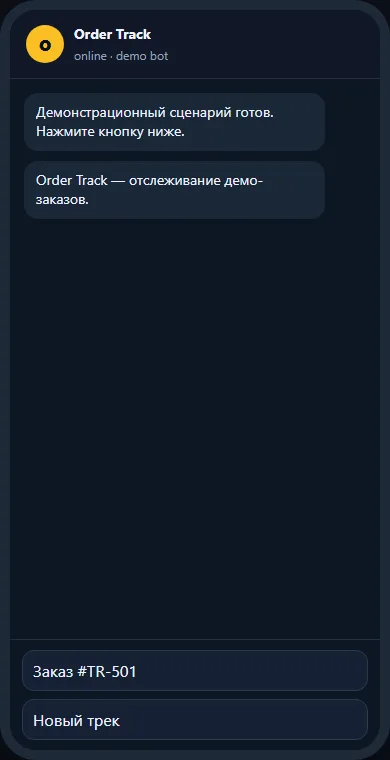 o
Order Track
online · demo bot
Демонстрационный сценарий готов.
Нажмите кнопку ниже.
Order Track — отслеживание демо-
заказов.
Заказ #TR-501
Новый трек